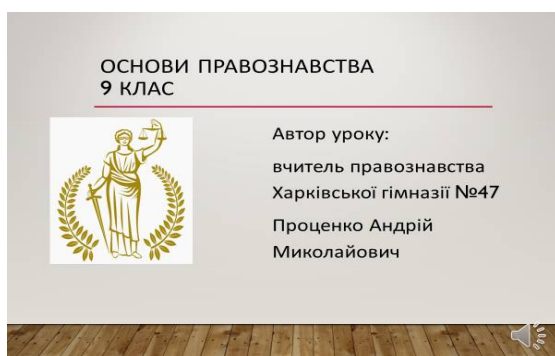 ОСНОВИ ПРАВОЗНАВСТВА
9 КЛАС
Автор уроку:
вчитель правознавства
Харківської гімназії №47
Проценко Андрій
Миколайович